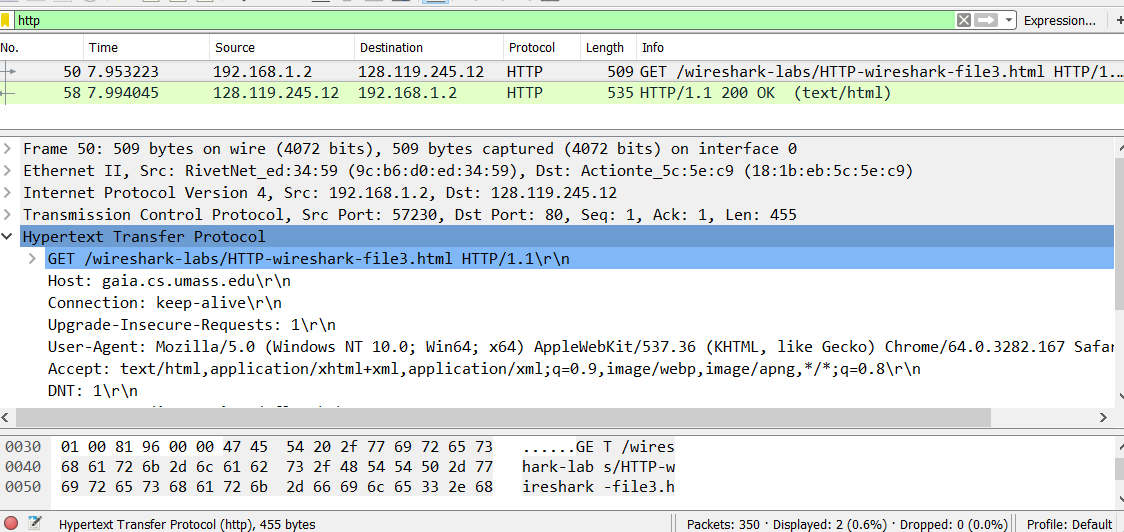 http Expression... +
No. Time Source Destination Protocol Length Info
50 7.953223 192.168.1.2 128.119.245.12 HTTP 509 GET /wireshark-labs/HTTP-wireshark-file3.html HTTP/1...
58 7.994045 128.119.245.12 192.168.1.2 HTTP 535 HTTP/1.1 200 OK (text/html)
Frame 50: 509 bytes on wire (4072 bits), 509 bytes captured (4072 bits) on interface 0
Ethernet II, Src: RivetNet_ed:34:59 (9c:b6:d0:ed:34:59), Dst: Actionte_5c:5e:c9 (18:1b:eb:5c:5e:c9)
Internet Protocol Version 4, Src: 192.168.1.2, Dst: 128.119.245.12
Transmission Control Protocol, Src Port: 57230, Dst Port: 80, Seq: 1, Ack: 1, Len: 455
Hypertext Transfer Protocol
GET /wireshark-labs/HTTP-wireshark-file3.html HTTP/1.1\r\n
Host: gaia.cs.umass.edu\r\n
Connection: keep-alive\r\n
Upgrade-Insecure-Requests: 1\r\n
User-Agent: Mozilla/5.0 (Windows NT 10.0; Win64; x64) AppleWebKit/537.36 (KHTML, like Gecko) Chrome/64.0.3282.167 Safar
Accept: text/html,application/xhtml+xml,application/xml;q=0.9,image/webp,image/apng,*/*;q=0.8\r\n
DNT: 1\r\n
0030 01 00 81 96 00 00 47 45 54 20 2f 77 69 72 65 73 ......GE T /wires
0040 68 61 72 6b 2d 6c 61 62 73 2f 48 54 54 50 2d 77 hark-lab s/HTTP-w
0050 69 72 65 73 68 61 72 6b 2d 66 69 6c 65 33 2e 68 ireshark -file3.h
Hypertext Transfer Protocol (http), 455 bytes Packets: 350 · Displayed: 2 (0.6%) · Dropped: 0 (0.0%) Profile: Default